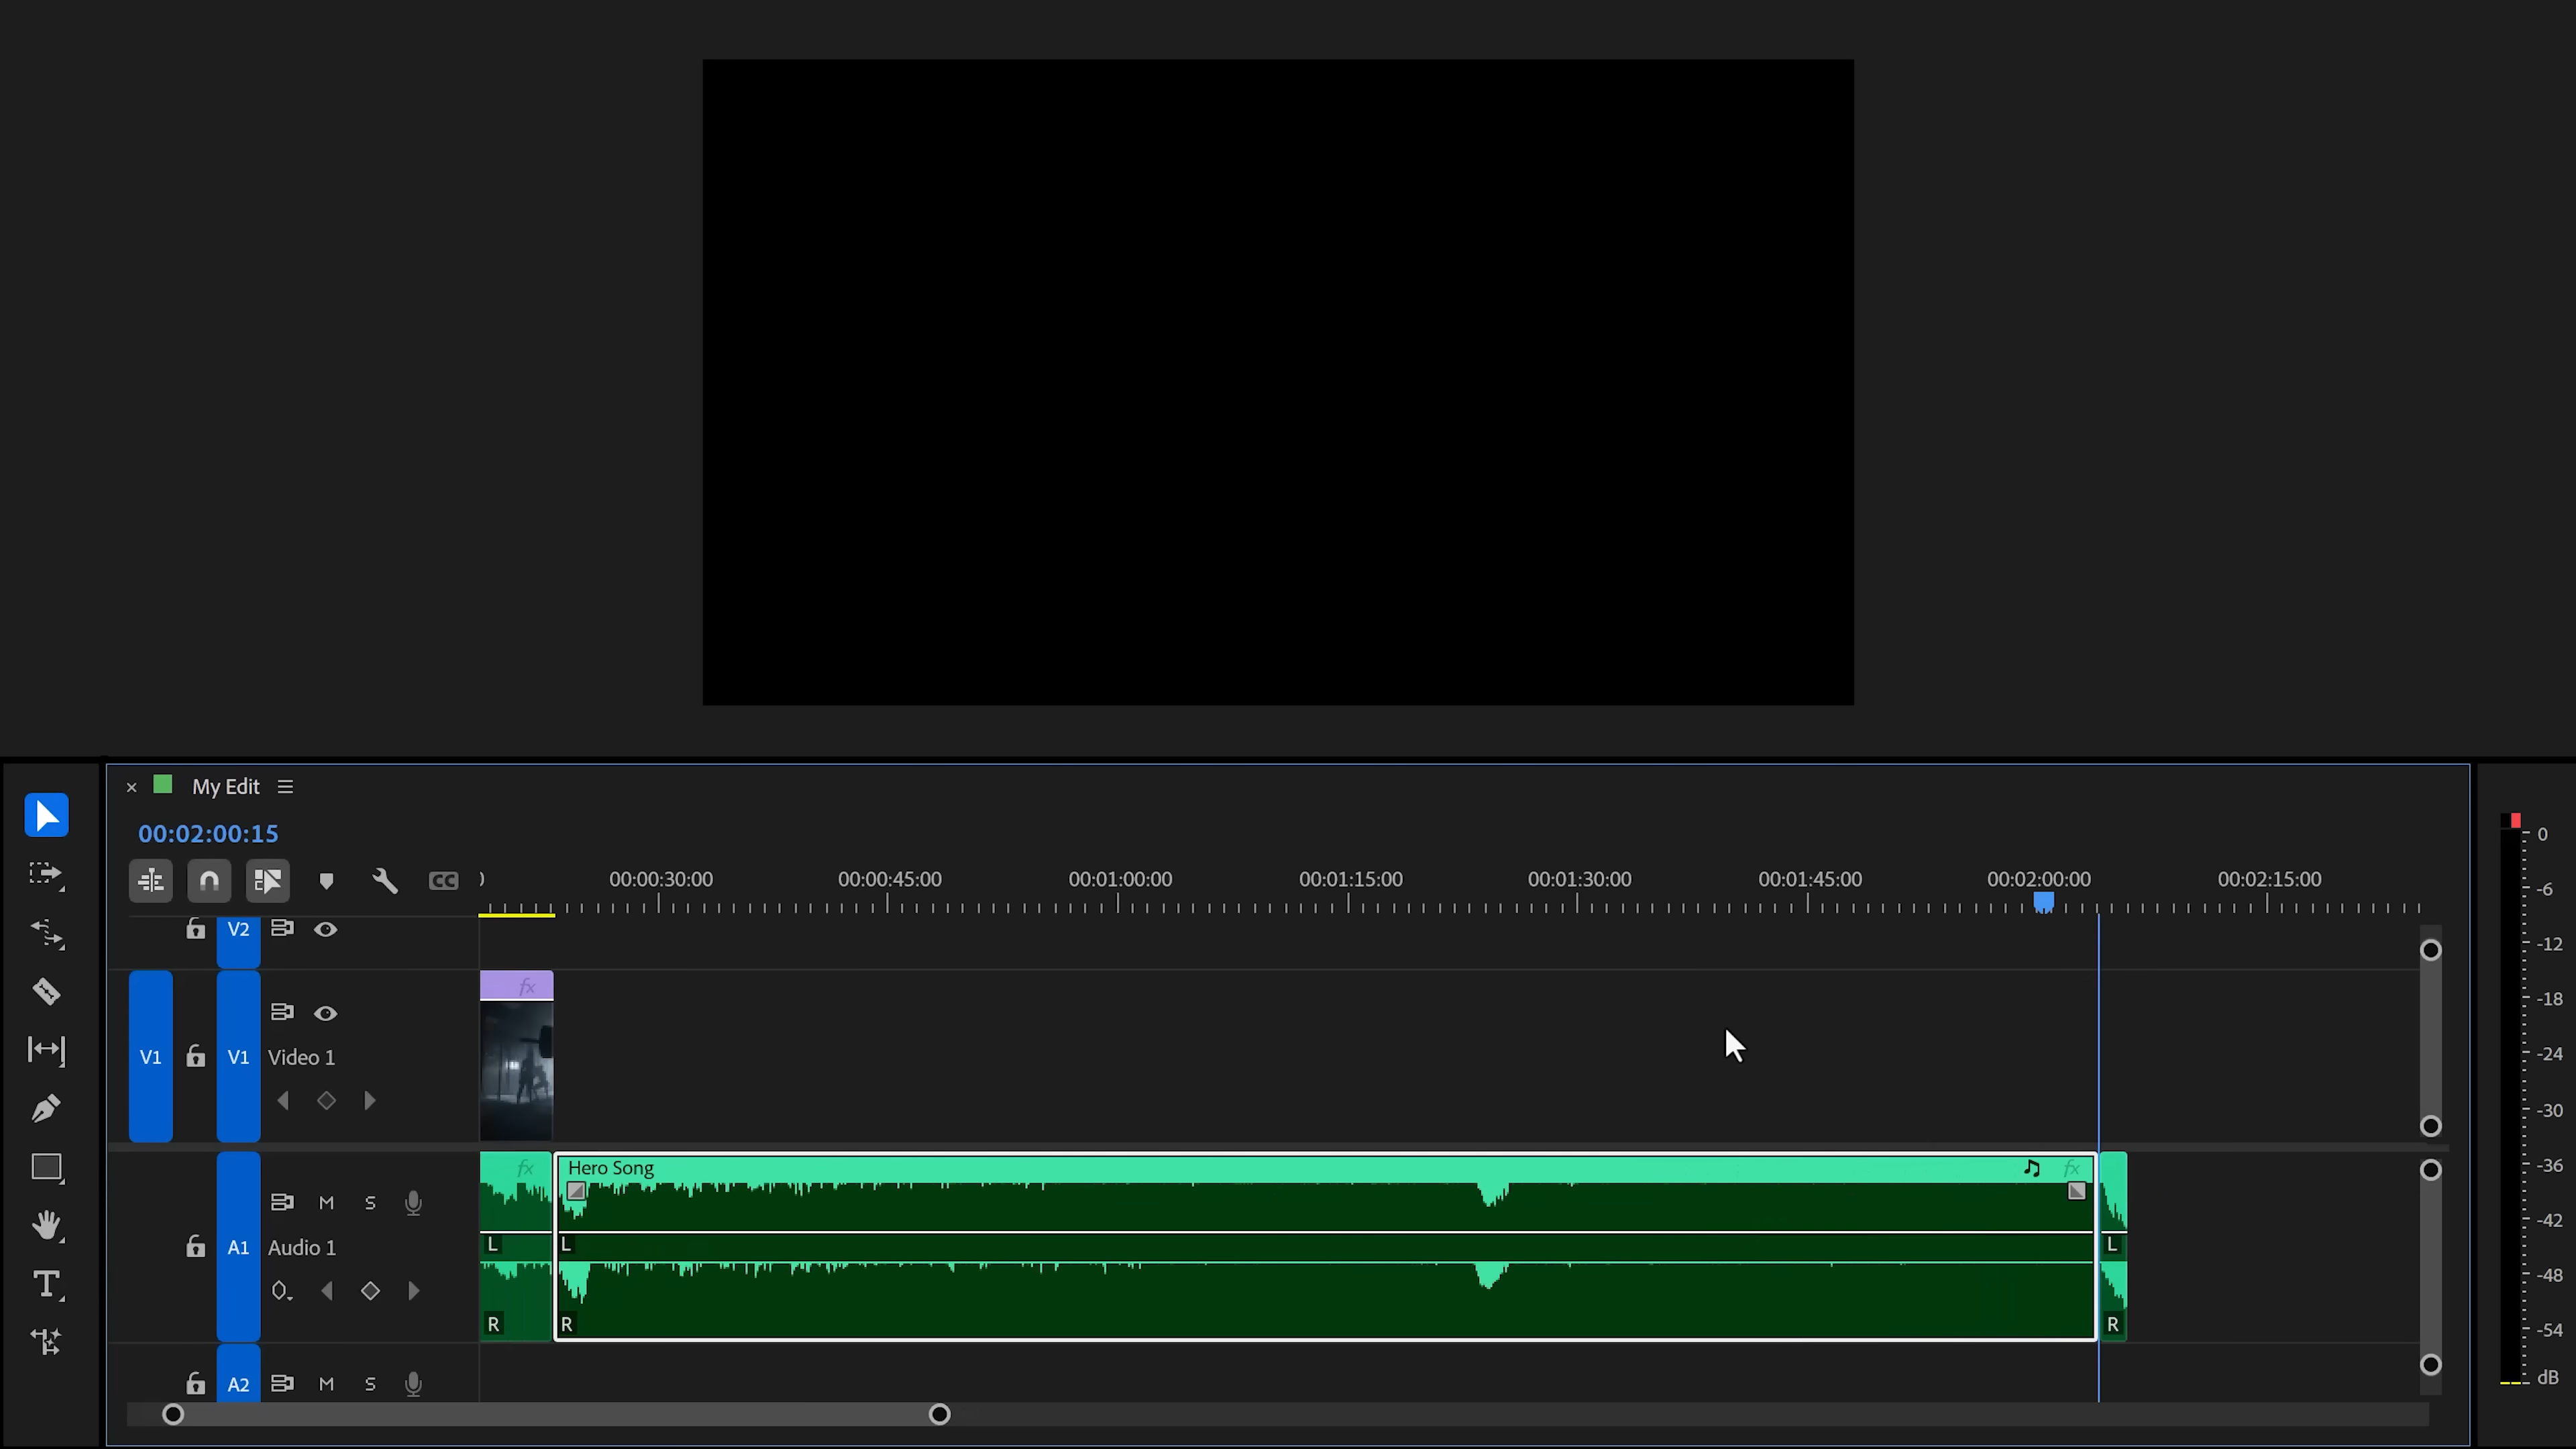 My Edit
00:02:00:15
CC
00:00:30:00 00:00:45:00 00:01:00:00 00:01:15:00 00:01:30:00 00:01:45:00 00:02:00:00 00:02:15:00
V2
fx
V1 V1 Video 1
fx
Hero Song
fx
M S
A1 Audio 1
L L L
R R R
A2 M S
T
0
-6
-12
-18
-24
-30
-36
-42
-48
-54
dB